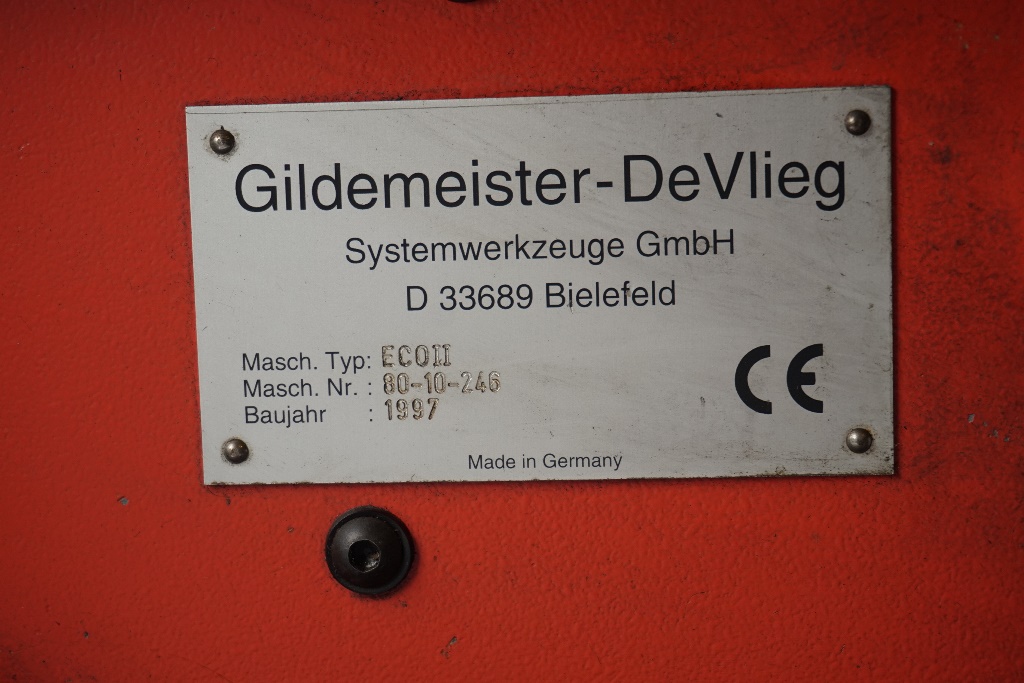 Gildemeister-DeVlieg
Systemwerkzeuge GmbH
D 33689 Bielefeld
Masch. Typ: ECOII
Masch. Nr. : 80-10-246
Baujahr : 1997
CE
Made in Germany